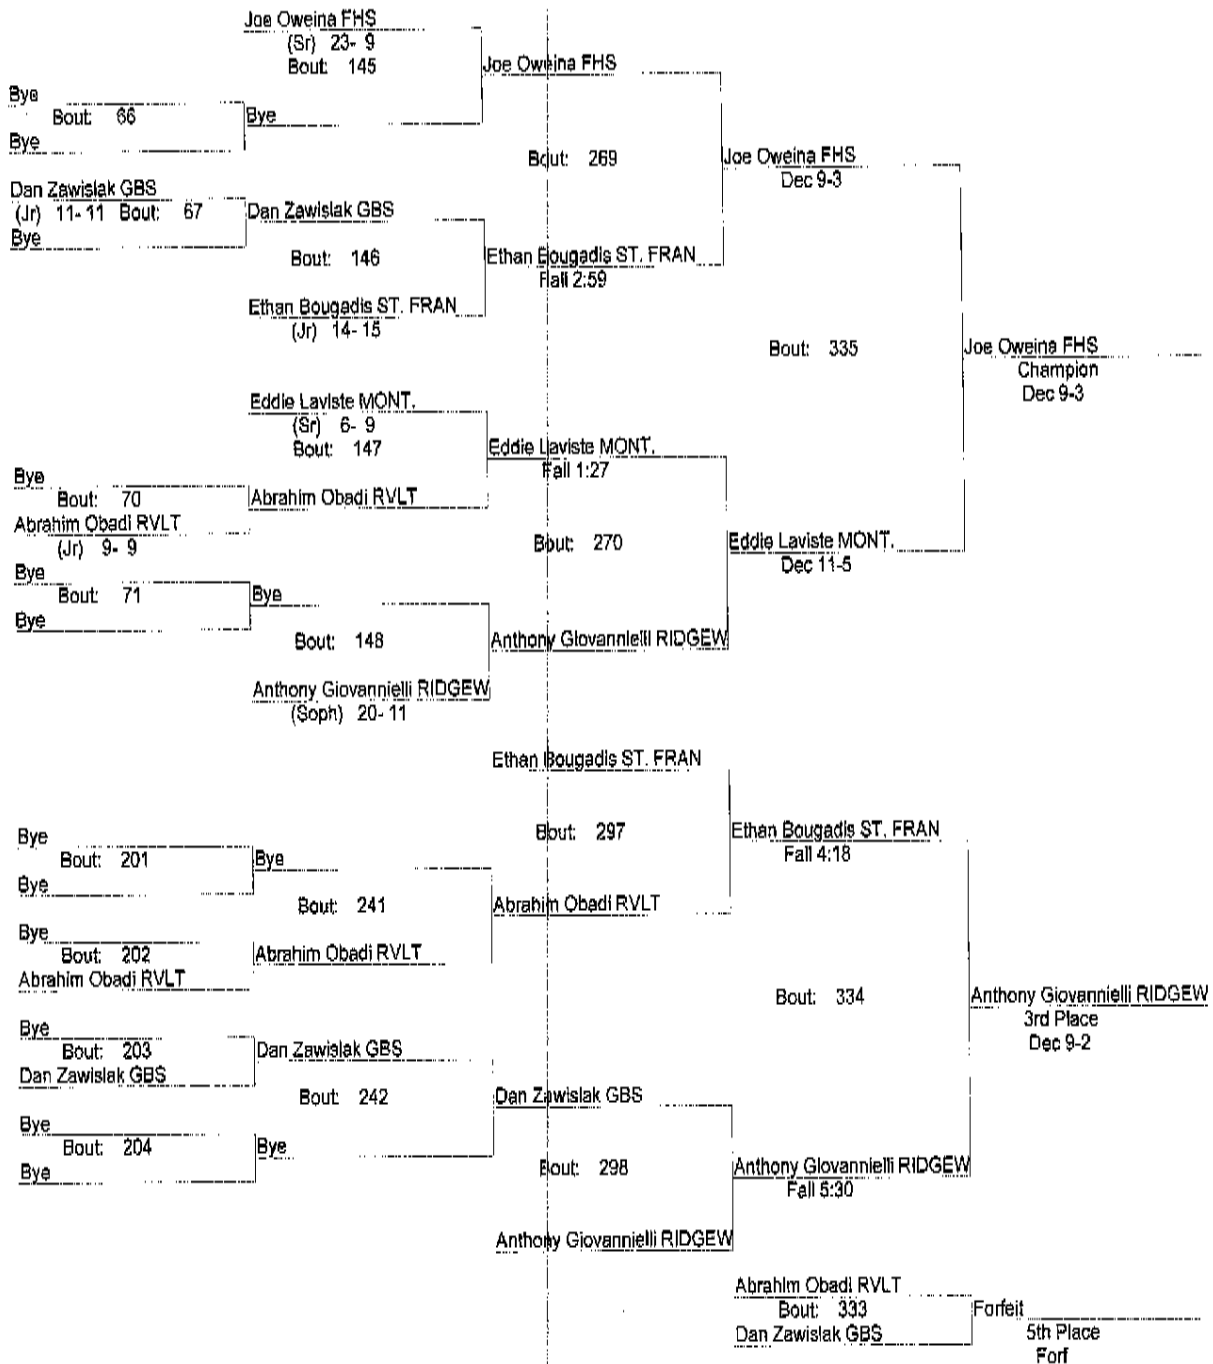 Joe Oweina FHS
(Sr) 23- 9
Bout: 145
Joe Oweina FHS
Bye
Bout: 66
Bye
Bye
Bout: 269
Joe Oweina FHS
Dec 9-3
Dan Zawislak GBS
(Jr) 11- 11 Bout: 67
Bye
Dan Zawislak GBS
Bout: 146
Ethan Bougadis ST. FRAN
Fall 2:59
Ethan Bougadis ST. FRAN
(Jr) 14- 15
Bout: 335
Joe Oweina FHS
Champion
Dec 9-3
Eddie Laviste MONT.
(Sr) 6- 9
Bout: 147
Eddie Laviste MONT.
Fall 1:27
Bye
Bout: 70
Abrahim Obadi RVLT
Abrahim Obadi RVLT
(Jr) 9- 9
Bout: 270
Eddie Laviste MONT.
Dec 11-5
Bye
Bout: 71
Bye
Bye
Bout: 148
Anthony Giovannielli RIDGEW
Anthony Giovannielli RIDGEW
(Soph) 20- 11
Ethan Bougadis ST. FRAN
Bout: 297
Ethan Bougadis ST. FRAN
Fall 4:18
Bye
Bout: 201
Bye
Bye
Bout: 241
Abrahim Obadi RVLT
Bye
Bout: 202
Abrahim Obadi RVLT
Abrahim Obadi RVLT
Bout: 334
Anthony Giovannielli RIDGEW
3rd Place
Dec 9-2
Bye
Bout: 203
Dan Zawislak GBS
Dan Zawislak GBS
Bout: 242
Dan Zawislak GBS
Bye
Bout: 204
Bye
Bye
Bout: 298
Anthony Giovannielli RIDGEW
Fall 5:30
Anthony Giovannielli RIDGEW
Abrahim Obadi RVLT
Bout: 333
Dan Zawislak GBS
Forfeit
5th Place
Forf